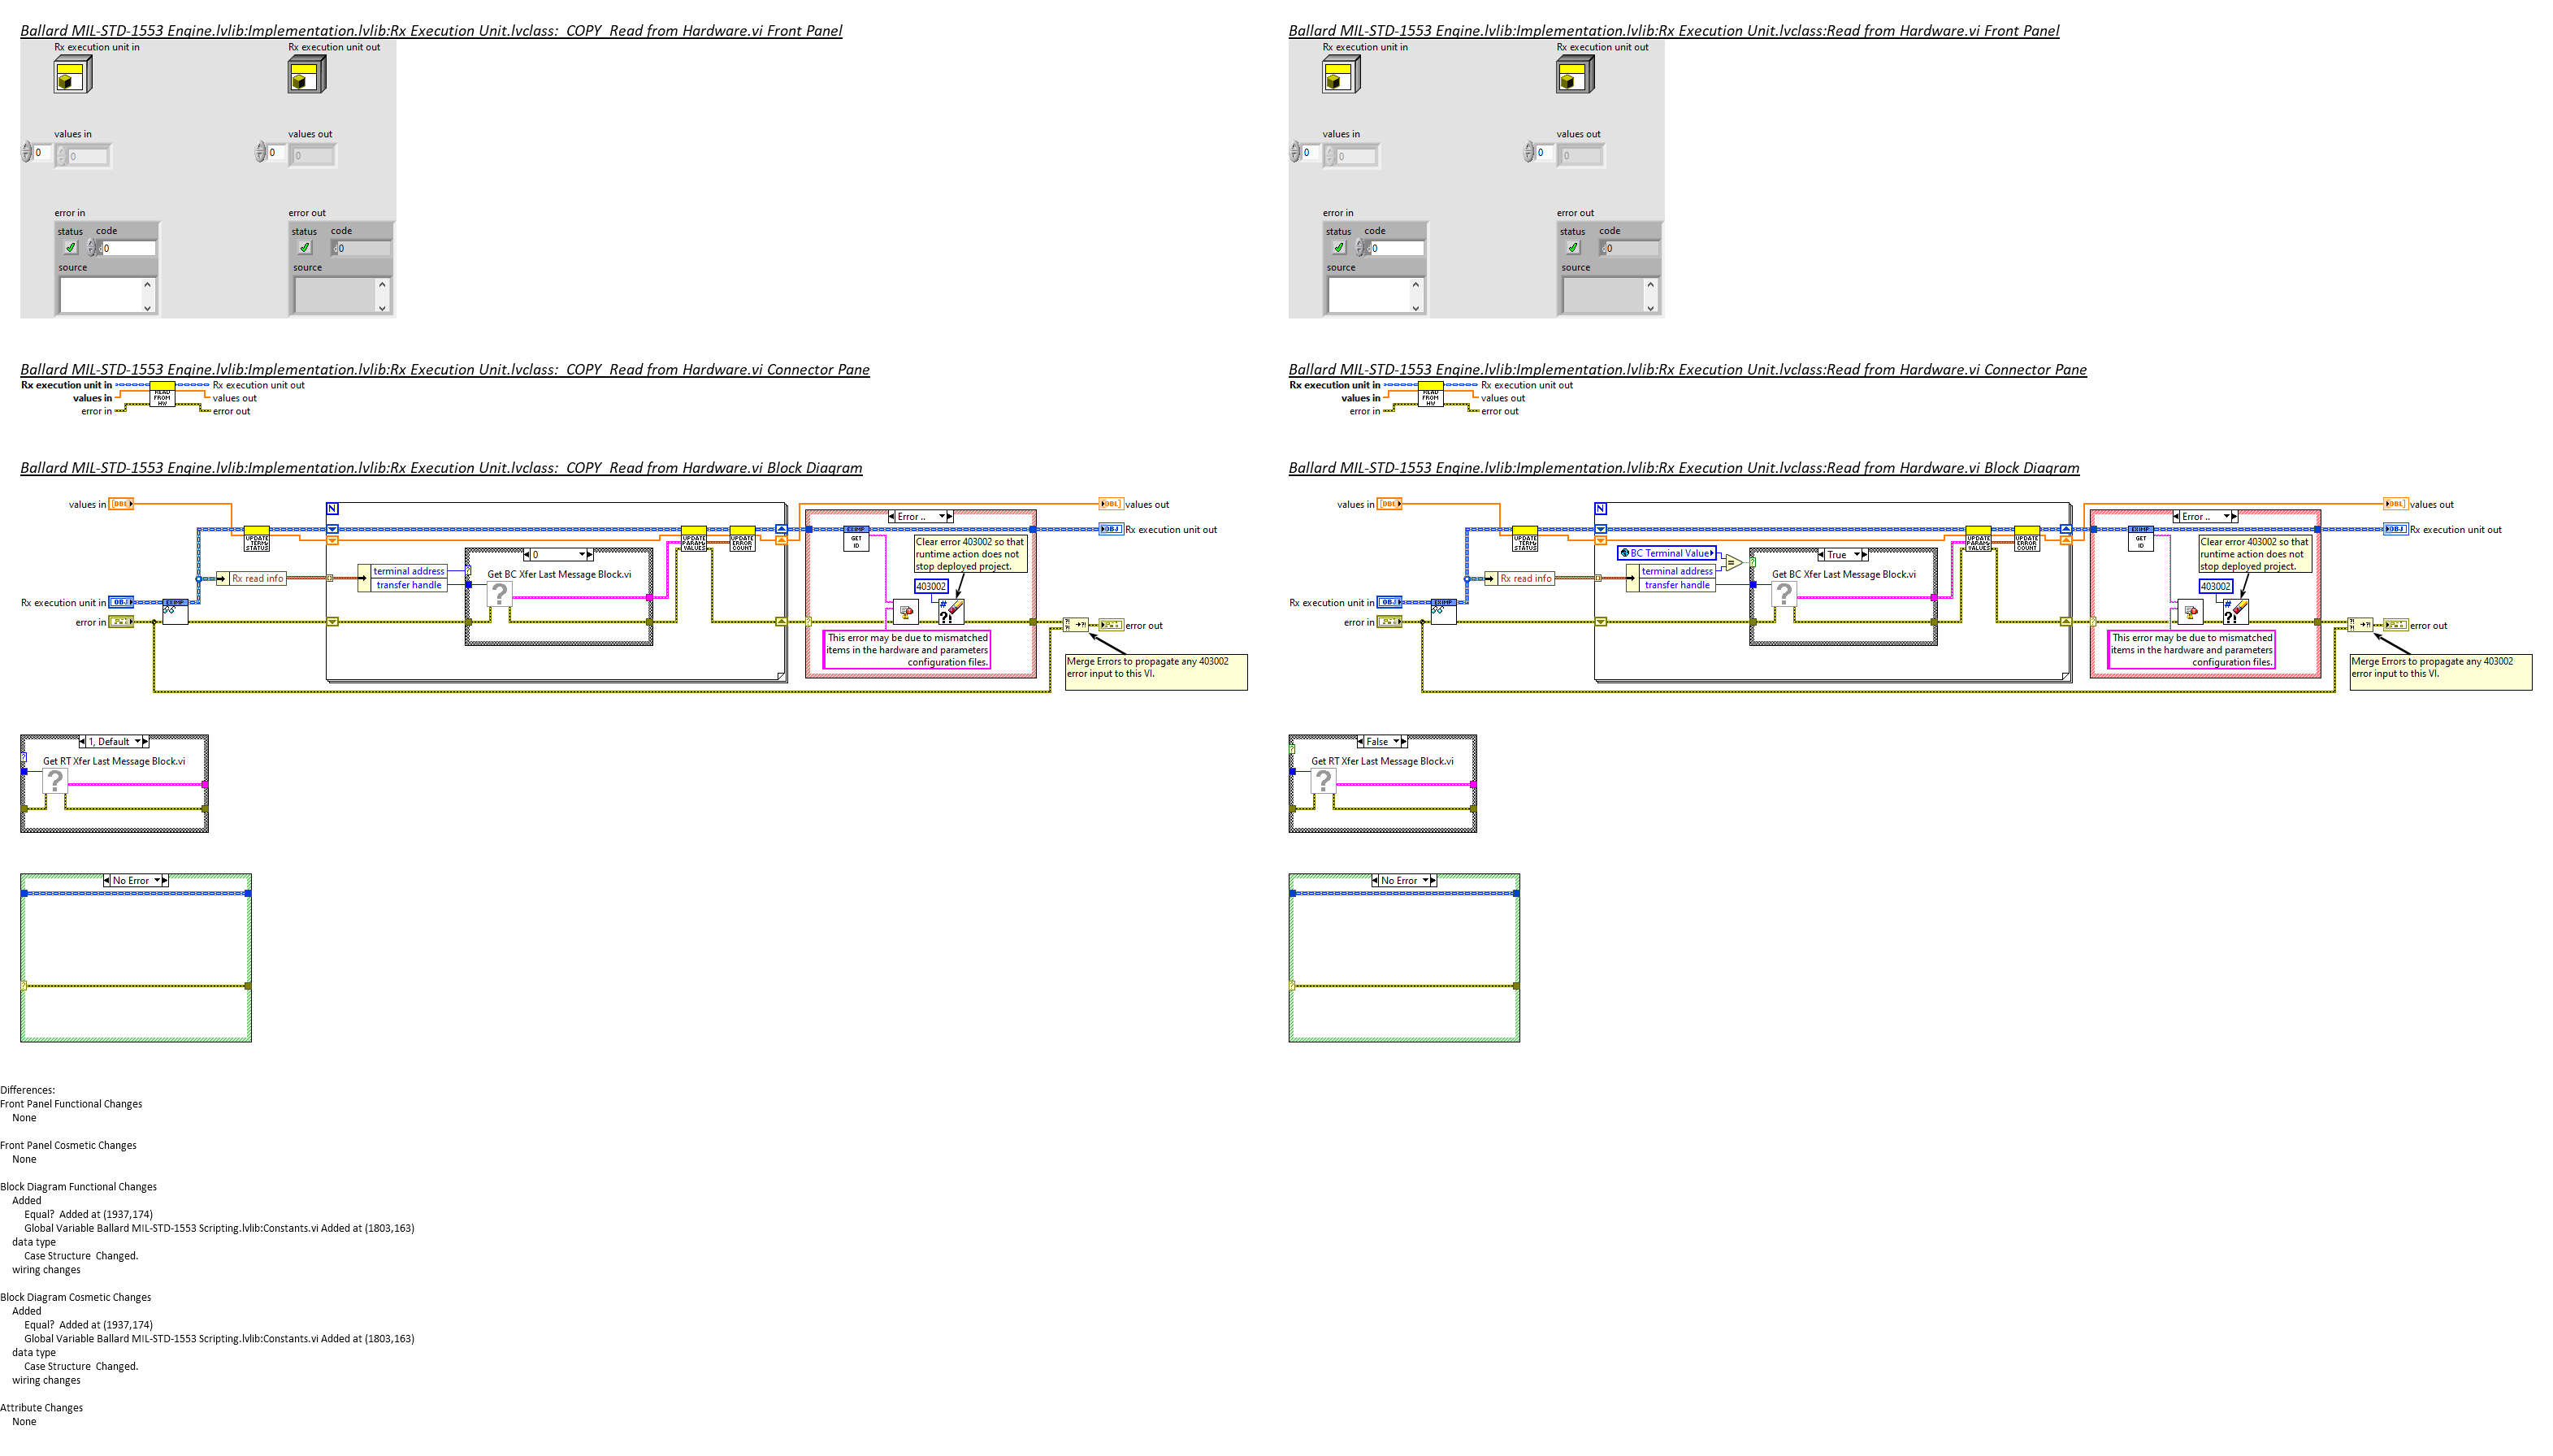 Ballard MIL-STD-1553 Engine.lvlib:Implementation.lvlib:Rx Execution Unit.lvclass:_COPY_Read from Hardware.vi Front Panel
Rx execution unit in
Rx execution unit out
values in
values out
0
0
0
0
error in
error out
status
code
status
code
0
0
source
source
Ballard MIL-STD-1553 Engine.lvlib:Implementation.lvlib:Rx Execution Unit.lvclass:_COPY_Read from Hardware.vi Connector Pane
Rx execution unit in
Rx execution unit out
values in
values out
error in
error out
READ
FROM
HW
Ballard MIL-STD-1553 Engine.lvlib:Implementation.lvlib:Rx Execution Unit.lvclass:_COPY_Read from Hardware.vi Block Diagram
values in
DBL
N
UPDATE
TERM
STATUS
Rx read info
terminal address
transfer handle
0
Get BC Xfer Last Message Block.vi
?
UPDATE
PARAM
VALUES
UPDATE
ERROR
COUNT
Rx execution unit in
OBJ
error in
Error ..
GET
ID
Clear error 403002 so that
runtime action does not
stop deployed project.
403002
This error may be due to mismatched
items in the hardware and parameters
configuration files.
DBL
values out
OBJ
Rx execution unit out
error out
Merge Errors to propagate any 403002
error input to this VI.
1, Default
Get RT Xfer Last Message Block.vi
?
No Error
Ballard MIL-STD-1553 Engine.lvlib:Implementation.lvlib:Rx Execution Unit.lvclass:Read from Hardware.vi Front Panel
Rx execution unit in
Rx execution unit out
values in
values out
0
0
0
0
error in
error out
status
code
status
code
0
0
source
source
Ballard MIL-STD-1553 Engine.lvlib:Implementation.lvlib:Rx Execution Unit.lvclass:Read from Hardware.vi Connector Pane
Rx execution unit in
Rx execution unit out
values in
values out
error in
error out
READ
FROM
HW
Ballard MIL-STD-1553 Engine.lvlib:Implementation.lvlib:Rx Execution Unit.lvclass:Read from Hardware.vi Block Diagram
values in
DBL
N
UPDATE
TERM
STATUS
Rx read info
BC Terminal Value
terminal address
transfer handle
=
True
Get BC Xfer Last Message Block.vi
?
UPDATE
PARAM
VALUES
UPDATE
ERROR
COUNT
Rx execution unit in
OBJ
error in
Error ..
GET
ID
Clear error 403002 so that
runtime action does not
stop deployed project.
403002
This error may be due to mismatched
items in the hardware and parameters
configuration files.
DBL
values out
OBJ
Rx execution unit out
error out
Merge Errors to propagate any 403002
error input to this VI.
False
Get RT Xfer Last Message Block.vi
?
No Error
Differences:
Front Panel Functional Changes
None
Front Panel Cosmetic Changes
None
Block Diagram Functional Changes
Added
Equal?  Added at (1937,174)
Global Variable Ballard MIL-STD-1553 Scripting.lvlib:Constants.vi Added at (1803,163)
data type
Case Structure  Changed.
wiring changes
Block Diagram Cosmetic Changes
Added
Equal?  Added at (1937,174)
Global Variable Ballard MIL-STD-1553 Scripting.lvlib:Constants.vi Added at (1803,163)
data type
Case Structure  Changed.
wiring changes
Attribute Changes
None